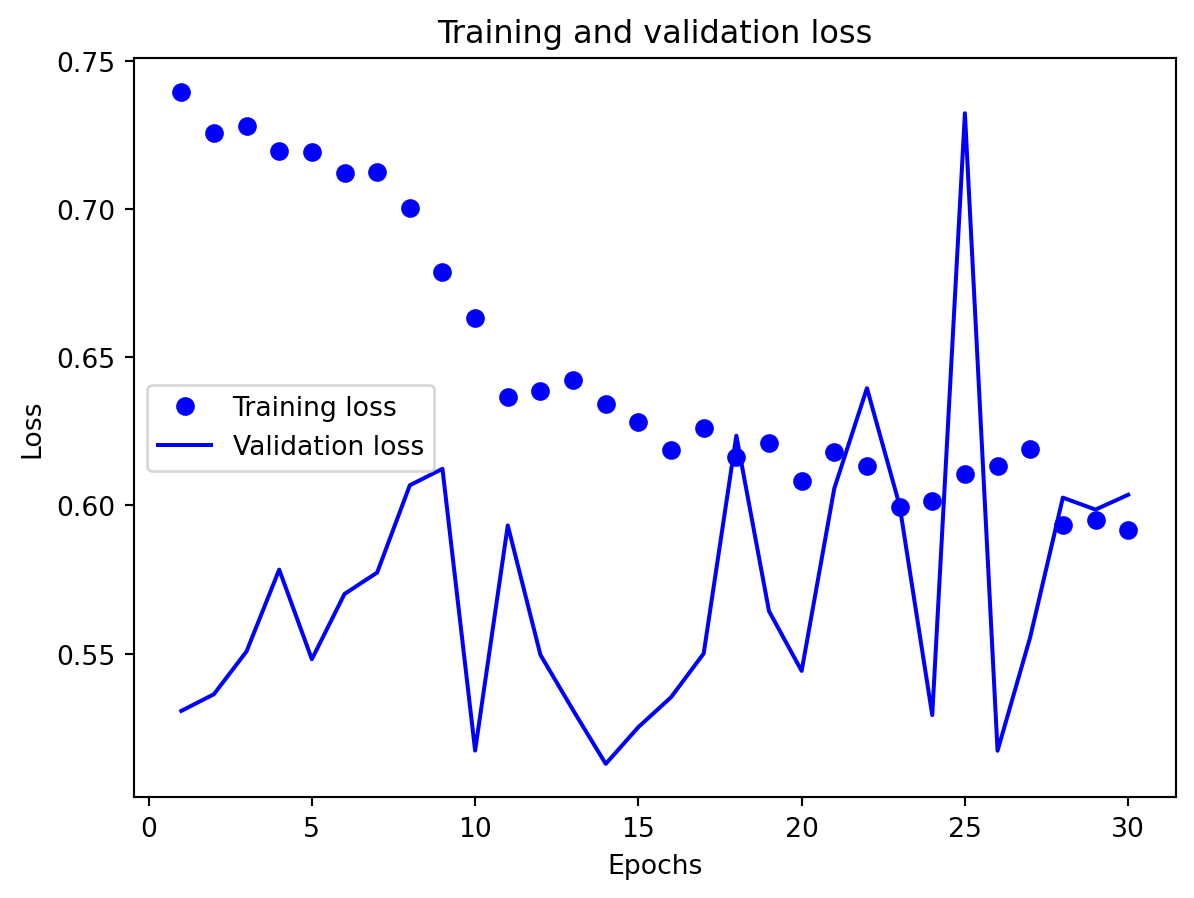 Training and validation loss
Loss
0.75
0.70
0.65
0.60
0.55
Training loss
Validation loss
0 5 10 15 20 25 30
Epochs